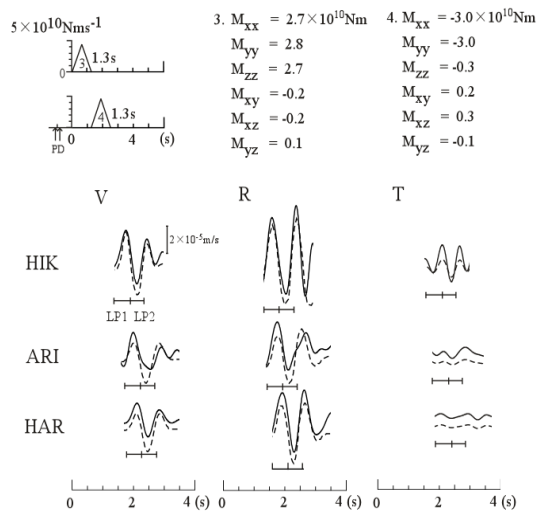 5×10¹⁰Nms⁻¹
3 1.3s
0
4 1.3s
0 4 (s)
PD
3. Mxx = 2.7×10¹⁰Nm
Myy = 2.8
Mzz = 2.7
Mxy = -0.2
Mxz = -0.2
Myz = 0.1
4. Mxx = -3.0×10¹⁰Nm
Myy = -3.0
Mzz = -0.3
Mxy = 0.2
Mxz = 0.3
Myz = -0.1
V R T
2×10⁻⁵m/s
HIK
LP1 LP2
ARI
HAR
0 2 4 (s) 0 2 4 (s) 0 2 4 (s)